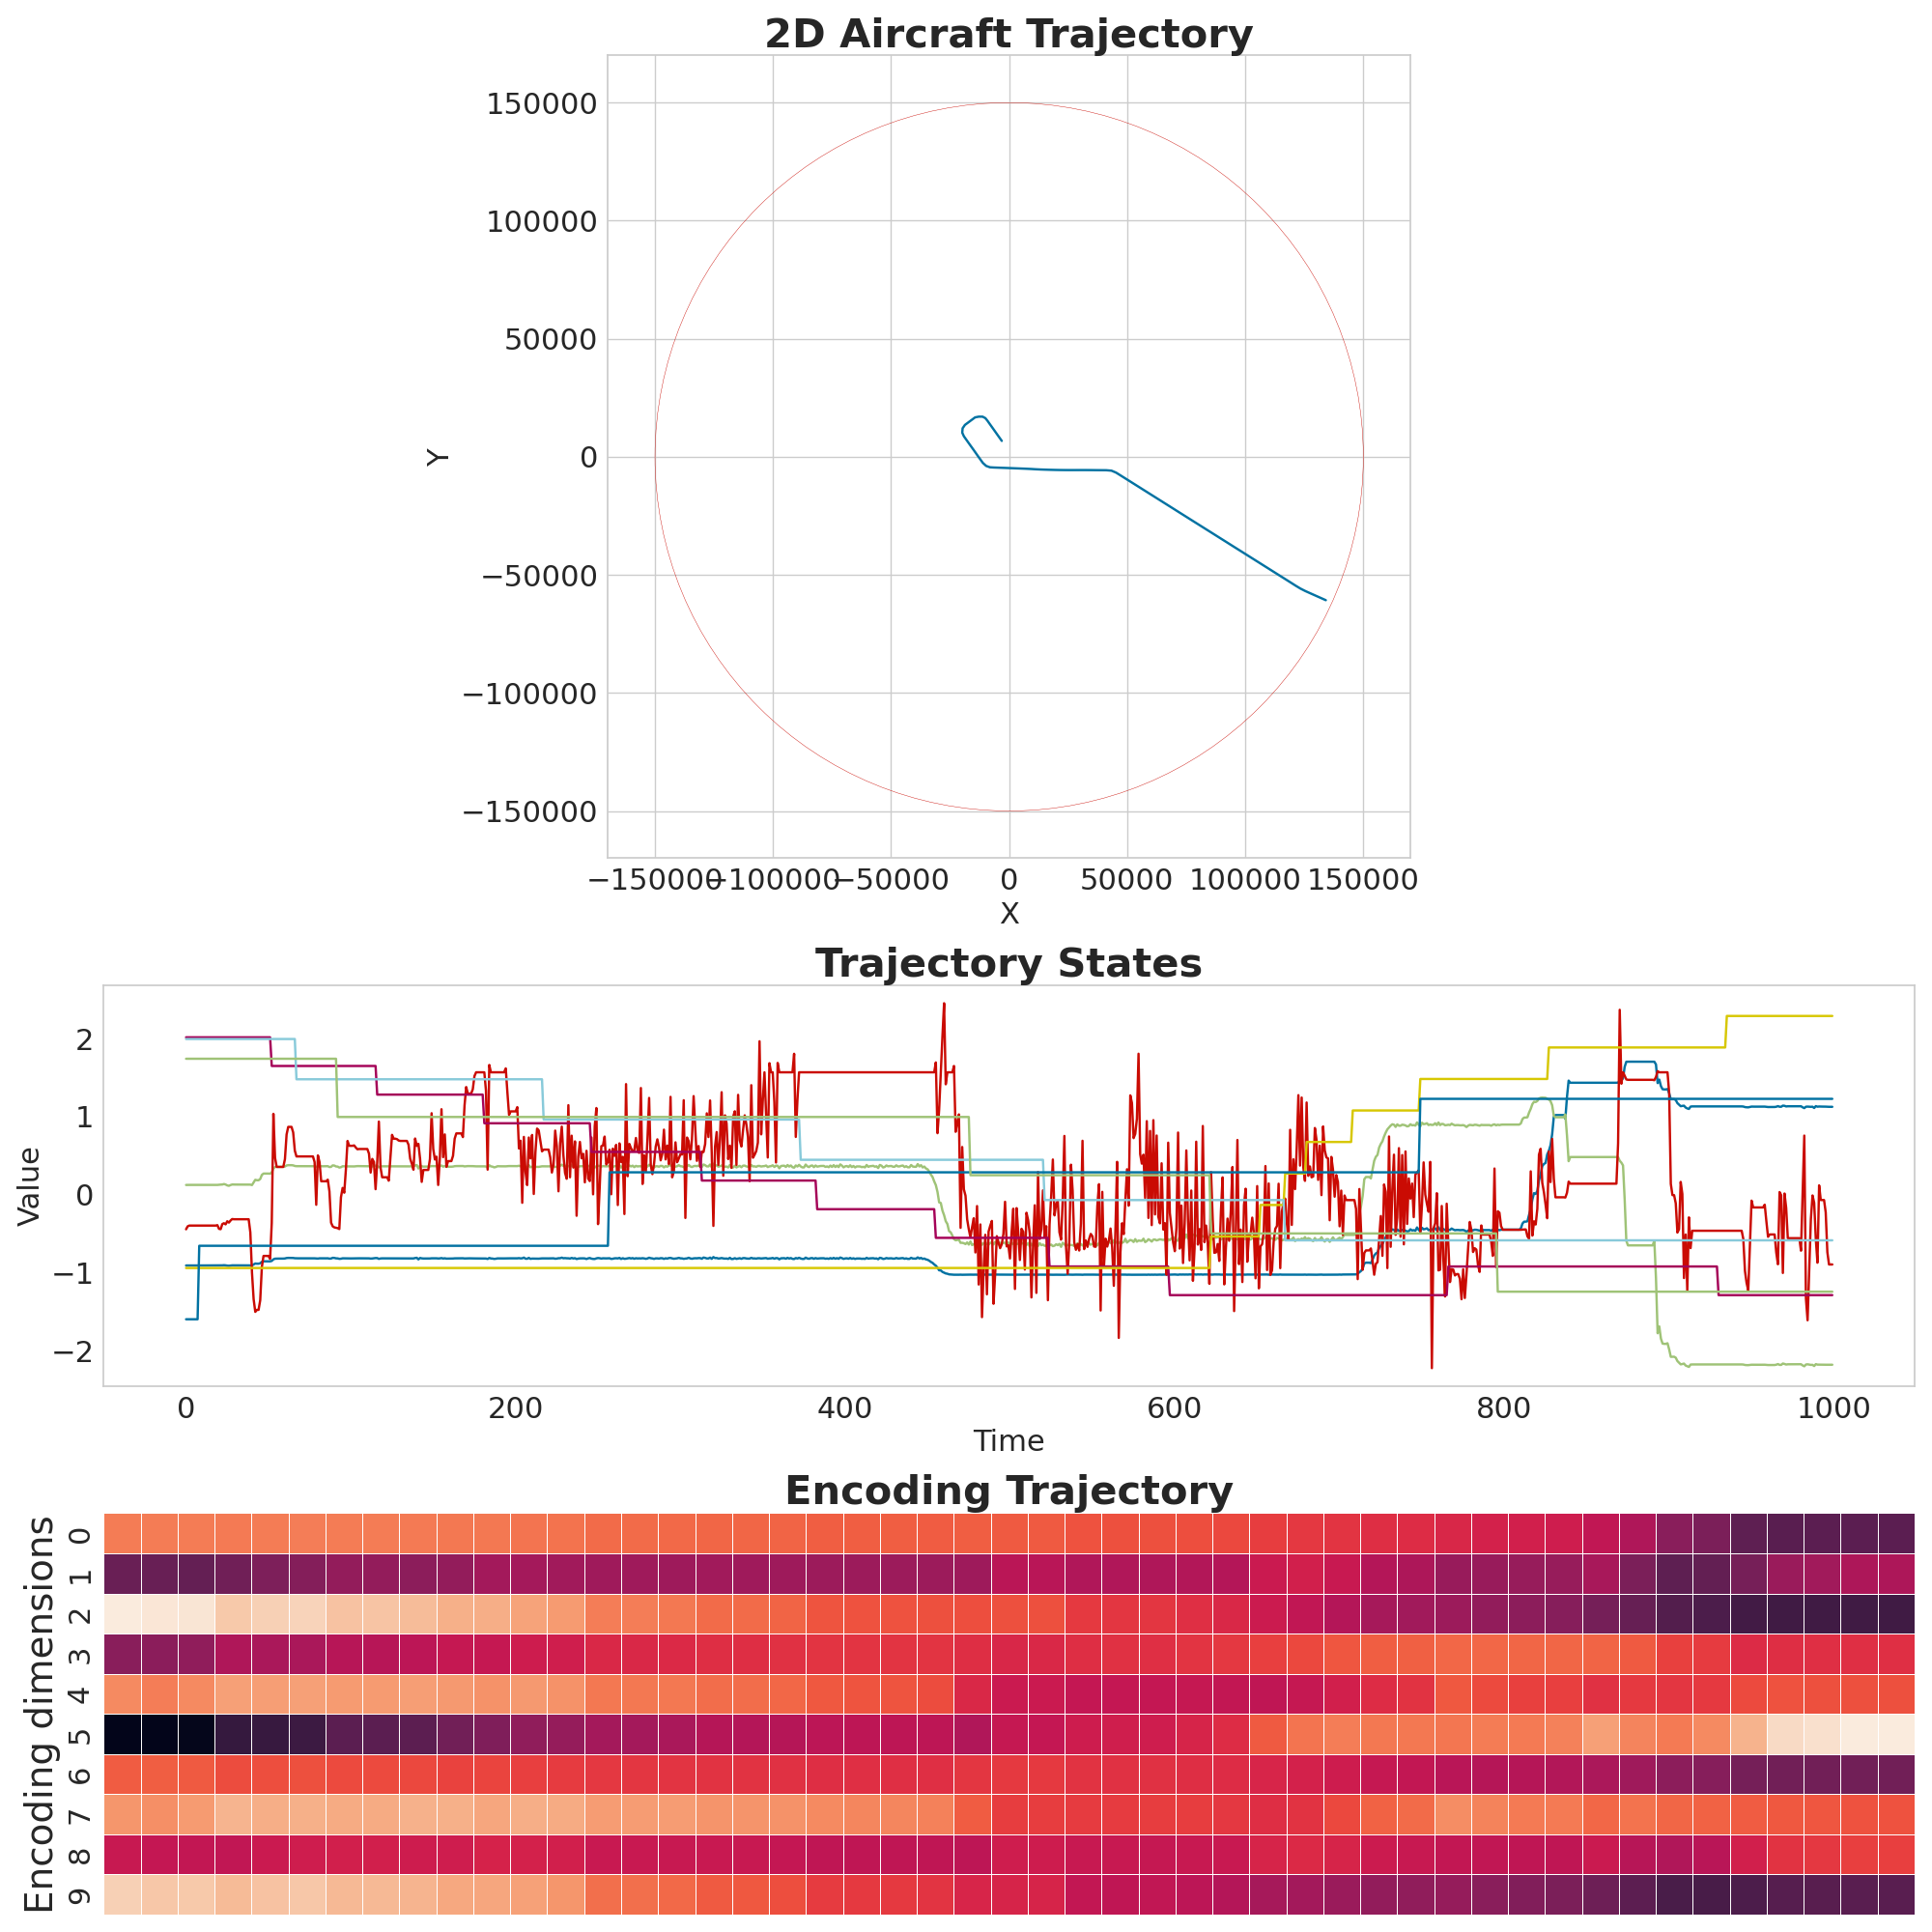 2D Aircraft Trajectory
150000
100000
50000
0
−50000
−100000
−150000
Y
−150000 −100000 −50000 0 50000 100000 150000
X
Trajectory States
2
1
0
−1
−2
Value
0 200 400 600 800 1000
Time
Encoding Trajectory
Encoding dimensions
0
1
2
3
4
5
6
7
8
9